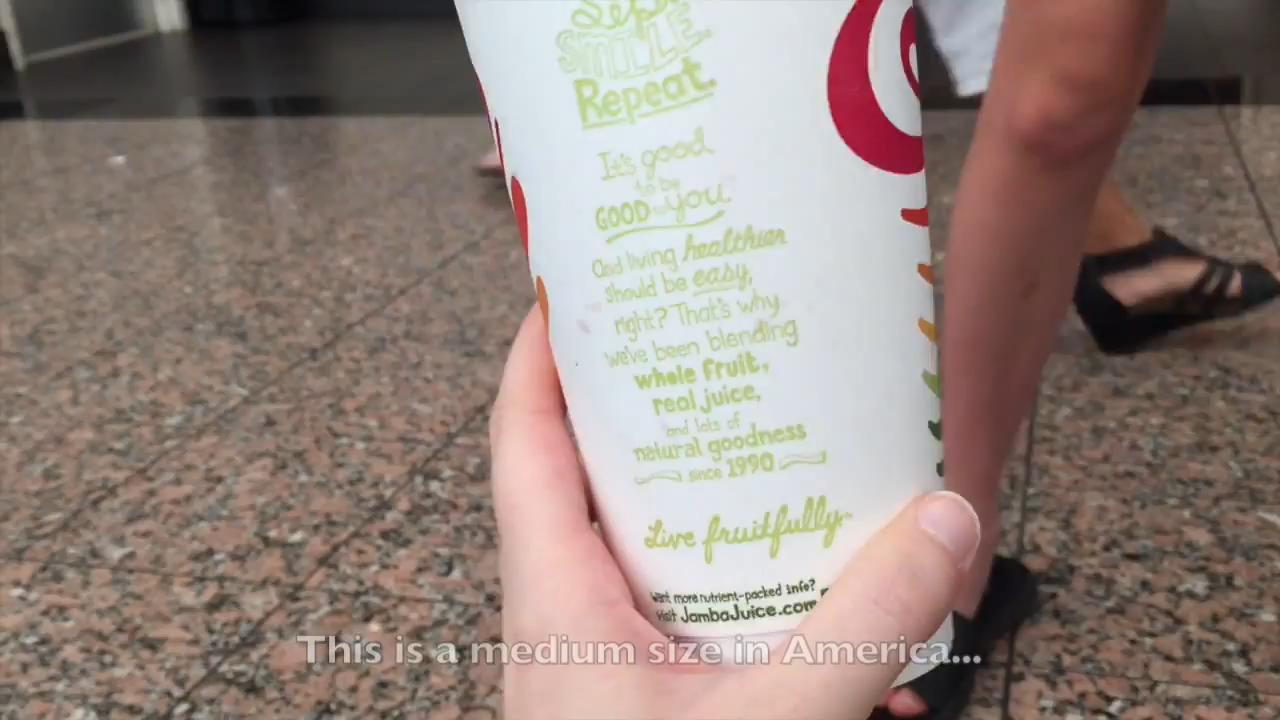 Sip.
SMILE.
Repeat.
It's good
to be
GOOD to you.
And living healthier
should be easy,
right? That's why
we've been blending
whole fruit,
real juice,
and lots of
natural goodness
since 1990
Live fruitfully.™
Want more nutrient-packed info?
Visit JambaJuice.com
This is a medium size in America...